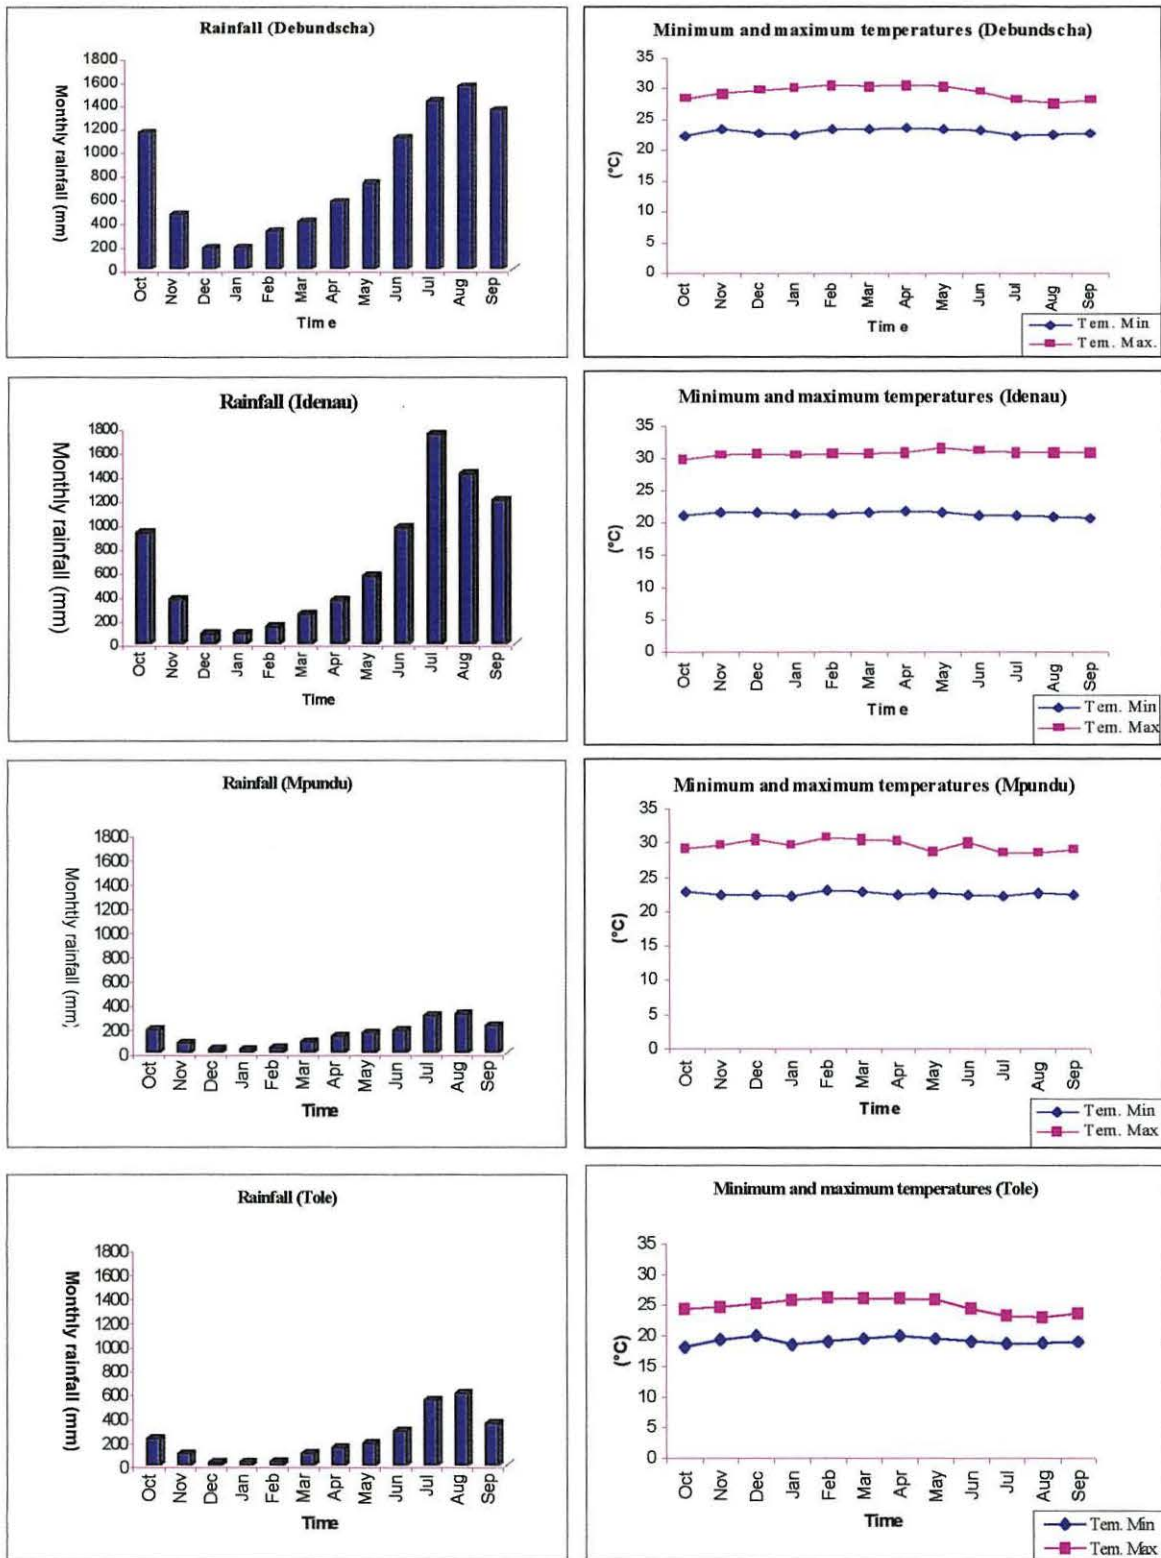 Rainfall (Debundscha)
Monthly rainfall (mm)
1800
1600
1400
1200
1000
800
600
400
200
0
Oct Nov Dec Jan Feb Mar Apr May Jun Jul Aug Sep
Time
Minimum and maximum temperatures (Debundscha)
(°C)
35
30
25
20
15
10
5
0
Oct Nov Dec Jan Feb Mar Apr May Jun Jul Aug Sep
Time
Tem. Min
Tem. Max.
Rainfall (Idenau)
Monthly rainfall (mm)
1800
1600
1400
1200
1000
800
600
400
200
0
Oct Nov Dec Jan Feb Mar Apr May Jun Jul Aug Sep
Time
Minimum and maximum temperatures (Idenau)
(°C)
35
30
25
20
15
10
5
0
Oct Nov Dec Jan Feb Mar Apr May Jun Jul Aug Sep
Time
Tem. Min
Tem. Max
Rainfall (Mpundu)
Monhtly rainfall (mm)
1800
1600
1400
1200
1000
800
600
400
200
0
Oct Nov Dec Jan Feb Mar Apr May Jun Jul Aug Sep
Time
Minimum and maximum temperatures (Mpundu)
(°C)
35
30
25
20
15
10
5
0
Oct Nov Dec Jan Feb Mar Apr May Jun Jul Aug Sep
Time
Tem. Min
Tem. Max
Rainfall (Tole)
Monthly rainfall (mm)
1800
1600
1400
1200
1000
800
600
400
200
0
Oct Nov Dec Jan Feb Mar Apr May Jun Jul Aug Sep
Time
Minimum and maximum temperatures (Tole)
(°C)
35
30
25
20
15
10
5
0
Oct Nov Dec Jan Feb Mar Apr May Jun Jul Aug Sep
Time
Tem. Min
Tem. Max